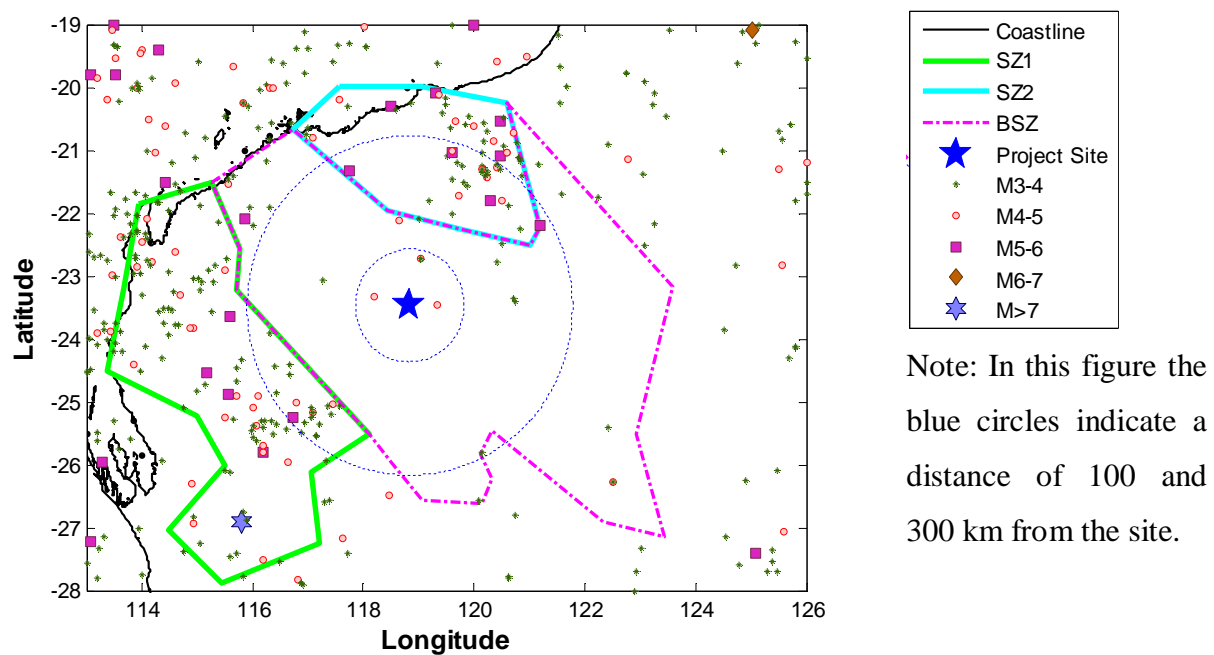 -19
-20
-21
-22
-23
-24
-25
-26
-27
-28
Latitude
114
116
118
120
122
124
126
Longitude
Coastline
SZ1
SZ2
BSZ
Project Site
M3-4
M4-5
M5-6
M6-7
M>7
Note: In this figure the
blue circles indicate a
distance of 100 and
300 km from the site.